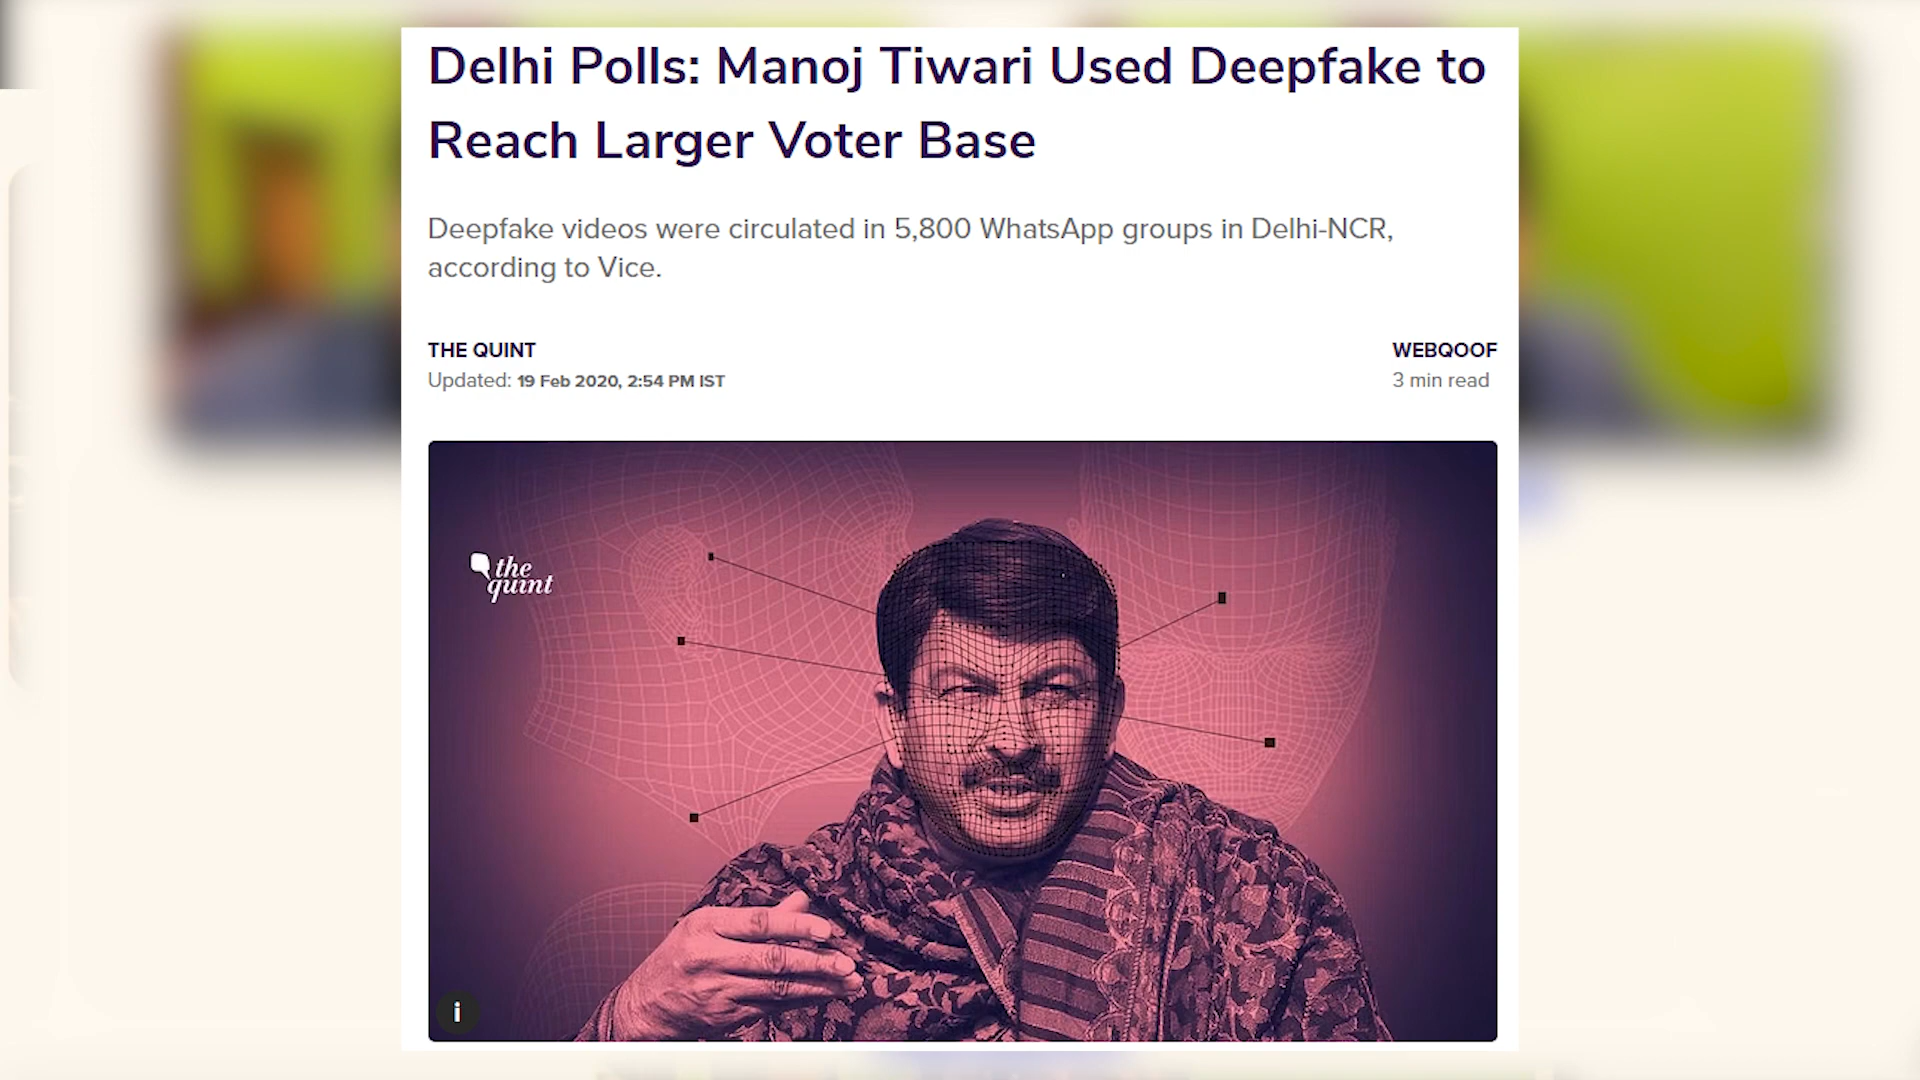 Delhi Polls: Manoj Tiwari Used Deepfake to
Reach Larger Voter Base
Deepfake videos were circulated in 5,800 WhatsApp groups in Delhi-NCR,
according to Vice.
THE QUINT
WEBQOOF
Updated: 19 Feb 2020, 2:54 PM IST
3 min read
the
quint
i